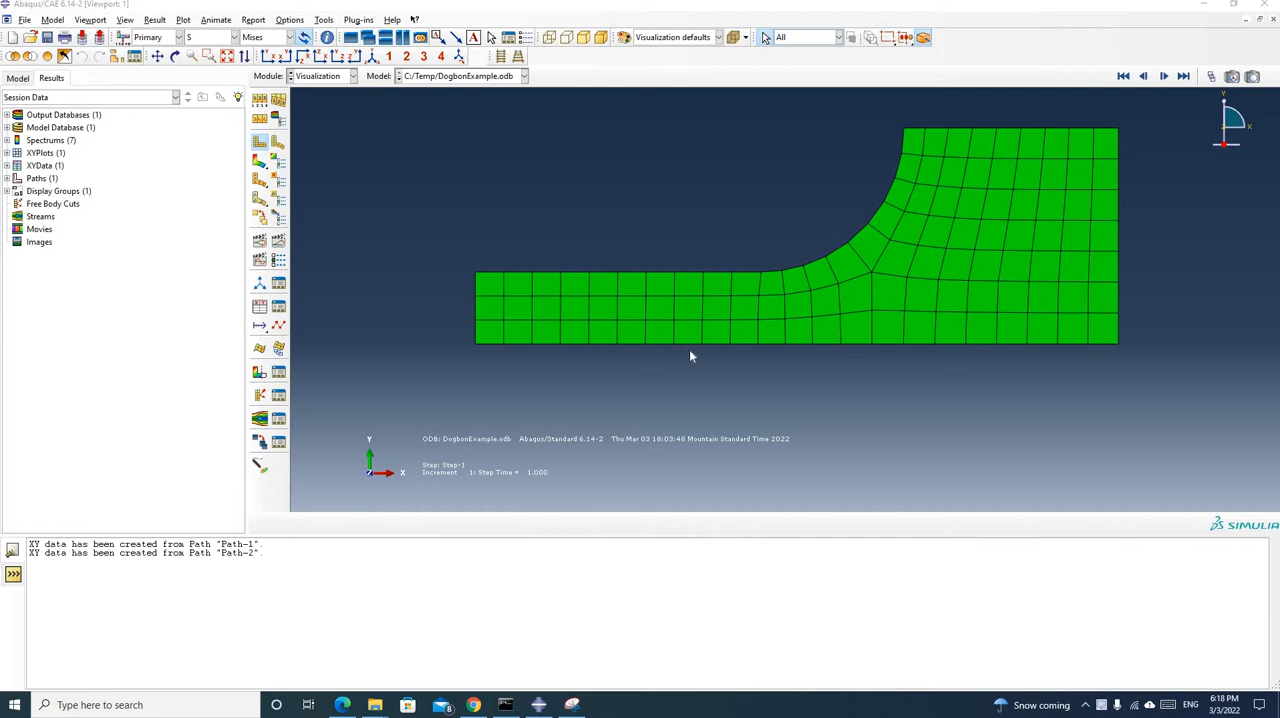 Abaqus/CAE 6.14-2 [Viewport: 1]
File Model Viewport View Result Plot Animate Report Options Tools Plug-ins Help
Primary S Mises Visualization defaults All
1 2 3 4
Model Results Module: Visualization Model: C:/Temp/DogbonExample.odb
Session Data
Output Databases (1)
Model Database (1)
Spectrums (7)
XYPlots (1)
XYData (1)
Paths (1)
Display Groups (1)
Free Body Cuts
Streams
Movies
Images
Y
X
Y
X
Z
ODB: DogbonExample.odb Abaqus/Standard 6.14-2 Thu Mar 03 18:03:48 Mountain Standard Time 2022
Step: Step-1
Increment 1: Step Time = 1.000
SIMULIA
XY data has been created from Path "Path-1".
XY data has been created from Path "Path-2".
>>>
Type here to search
8
Snow coming
ENG
6:18 PM
3/3/2022